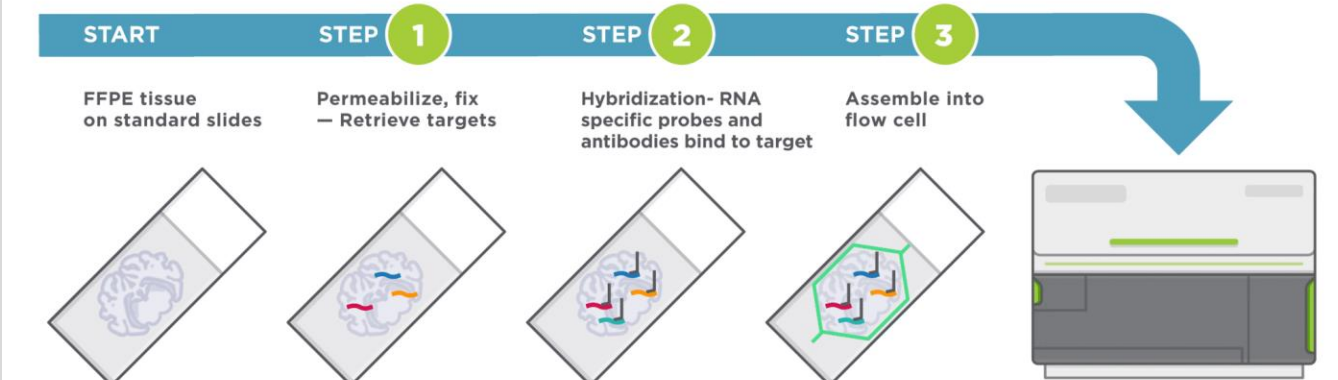 START
STEP 1
STEP 2
STEP 3
FFPE tissue
on standard slides
Permeabilize, fix
— Retrieve targets
Hybridization- RNA
specific probes and
antibodies bind to target
Assemble into
flow cell